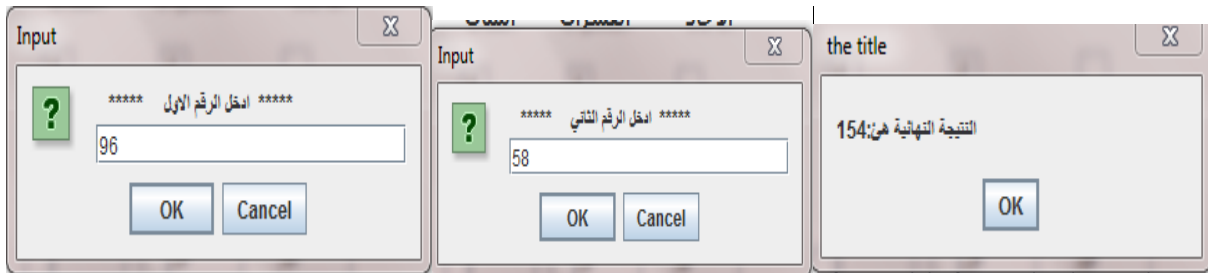 Input
***** ادخل الرقم الاول *****
96
OK
Cancel
Input
***** ادخل الرقم الثاني *****
58
OK
Cancel
the title
النتيجة النهائية هئ:154
OK